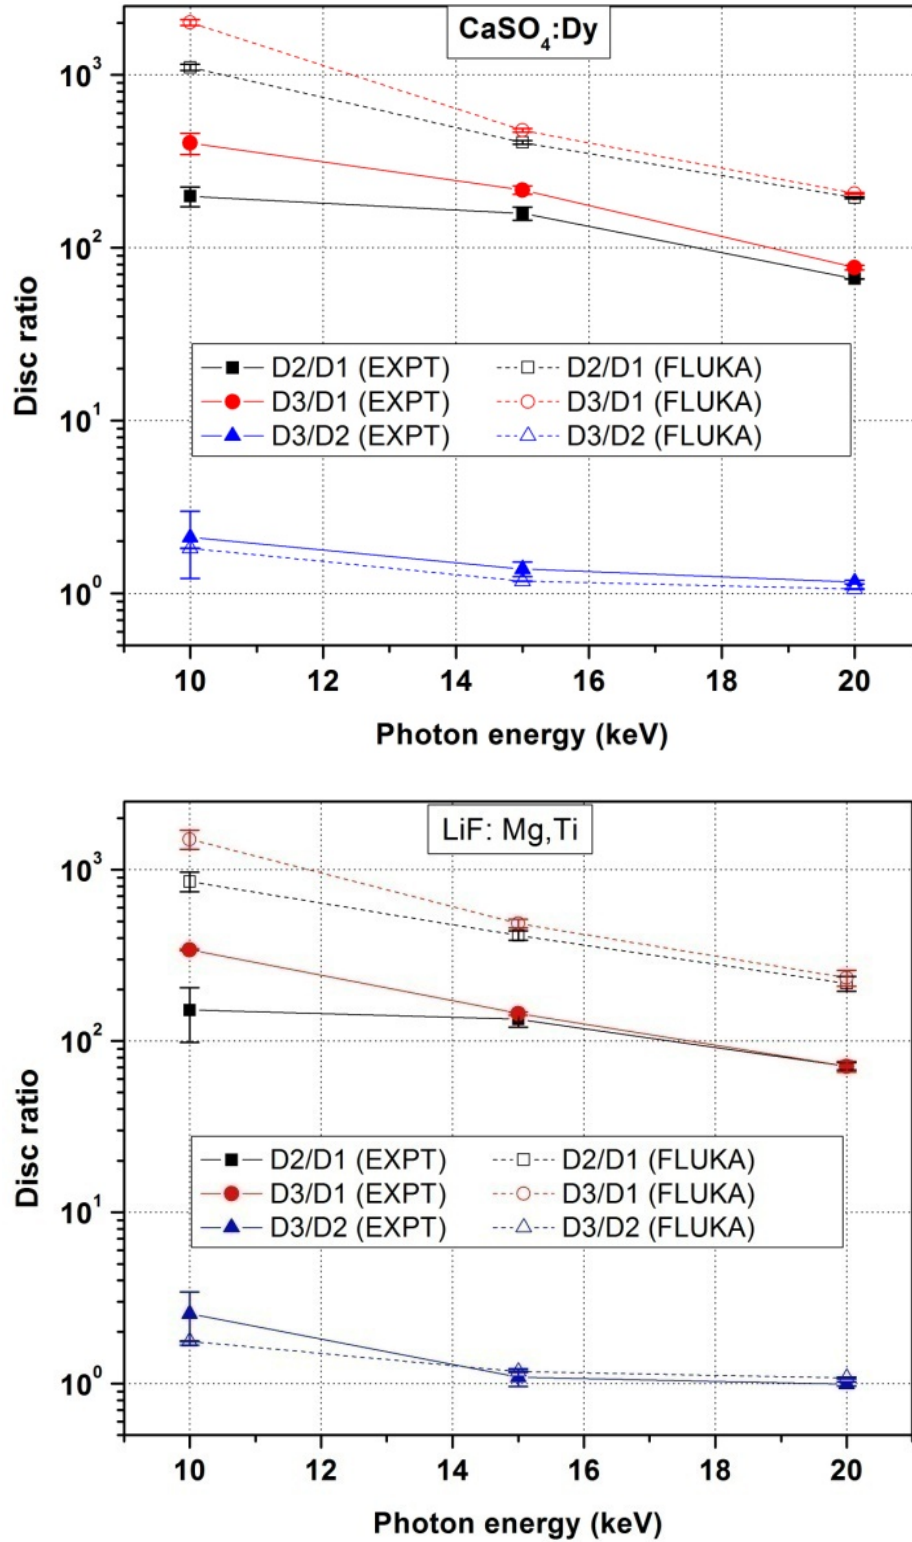 CaSO₄:Dy
Disc ratio
10³
10²
10¹
10⁰
D2/D1 (EXPT) D2/D1 (FLUKA)
D3/D1 (EXPT) D3/D1 (FLUKA)
D3/D2 (EXPT) D3/D2 (FLUKA)
10 12 14 16 18 20
Photon energy (keV)
LiF: Mg,Ti
Disc ratio
10³
10²
10¹
10⁰
D2/D1 (EXPT) D2/D1 (FLUKA)
D3/D1 (EXPT) D3/D1 (FLUKA)
D3/D2 (EXPT) D3/D2 (FLUKA)
10 12 14 16 18 20
Photon energy (keV)